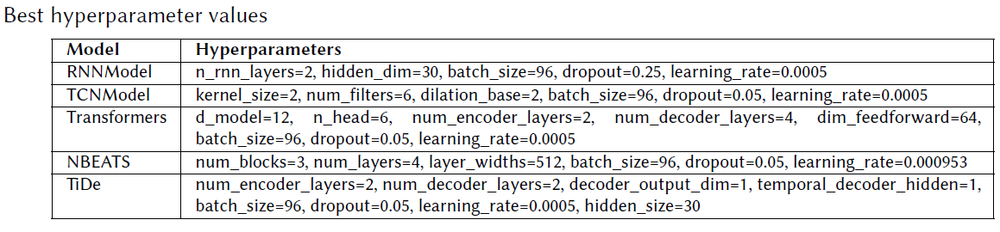 Best hyperparameter values
Model Hyperparameters
RNNModel n_rnn_layers=2, hidden_dim=30, batch_size=96, dropout=0.25, learning_rate=0.0005
TCNModel kernel_size=2, num_filters=6, dilation_base=2, batch_size=96, dropout=0.05, learning_rate=0.0005
Transformers d_model=12, n_head=6, num_encoder_layers=2, num_decoder_layers=4, dim_feedforward=64,
batch_size=96, dropout=0.05, learning_rate=0.0005
NBEATS num_blocks=3, num_layers=4, layer_widths=512, batch_size=96, dropout=0.05, learning_rate=0.000953
TiDe num_encoder_layers=2, num_decoder_layers=2, decoder_output_dim=1, temporal_decoder_hidden=1,
batch_size=96, dropout=0.05, learning_rate=0.0005, hidden_size=30